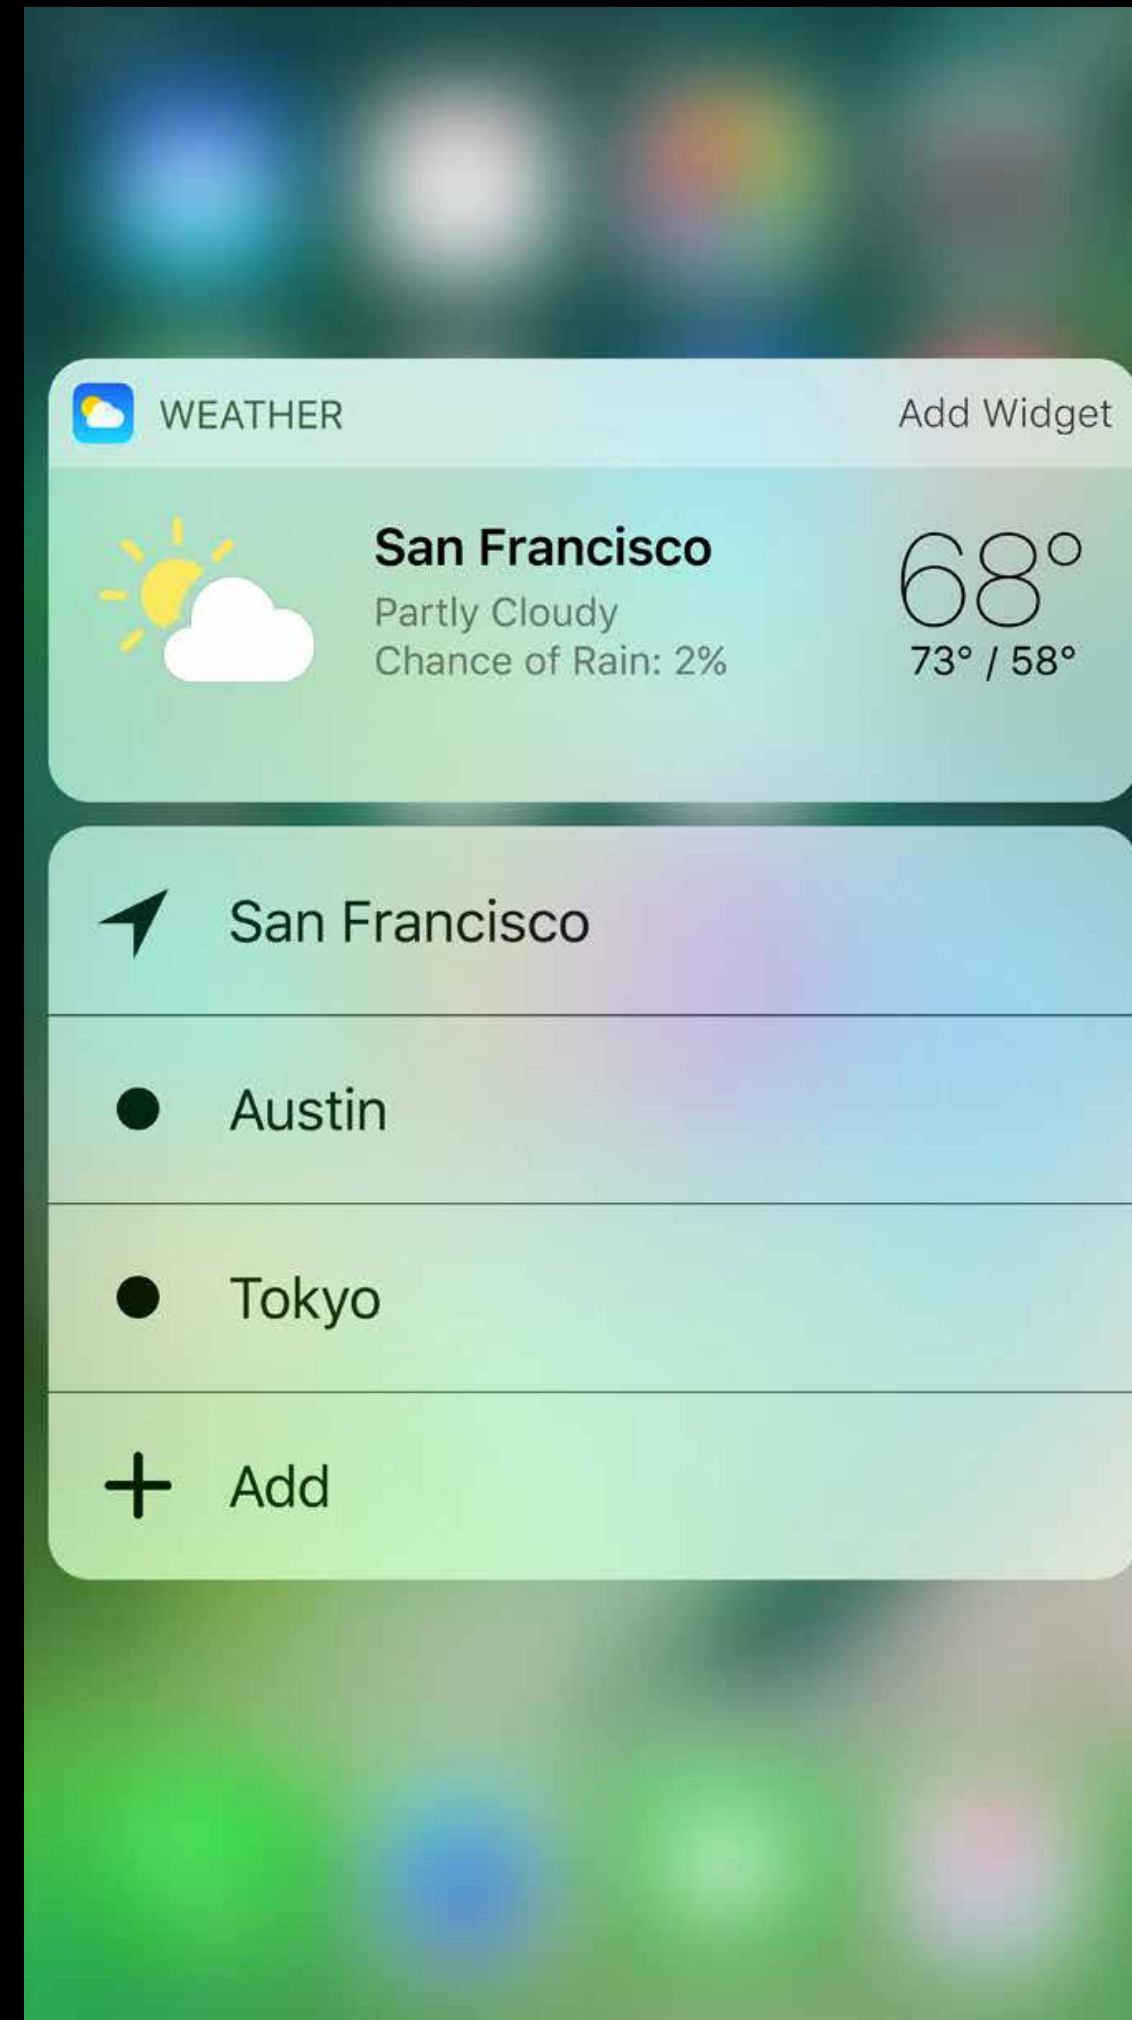 WEATHER
Add Widget
San Francisco
Partly Cloudy
Chance of Rain: 2%
68°
73° / 58°
San Francisco
Austin
Tokyo
Add